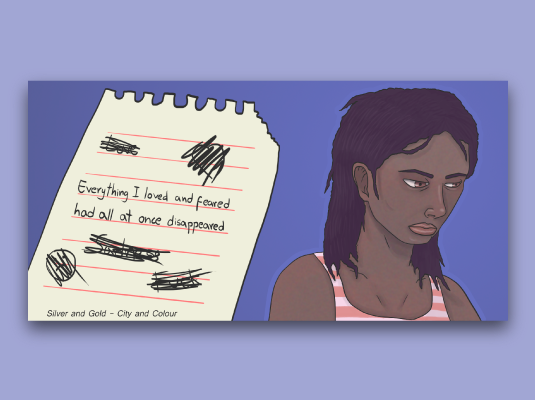 Everything I loved and feared
had all at once disappeared
Silver and Gold - City and Colour